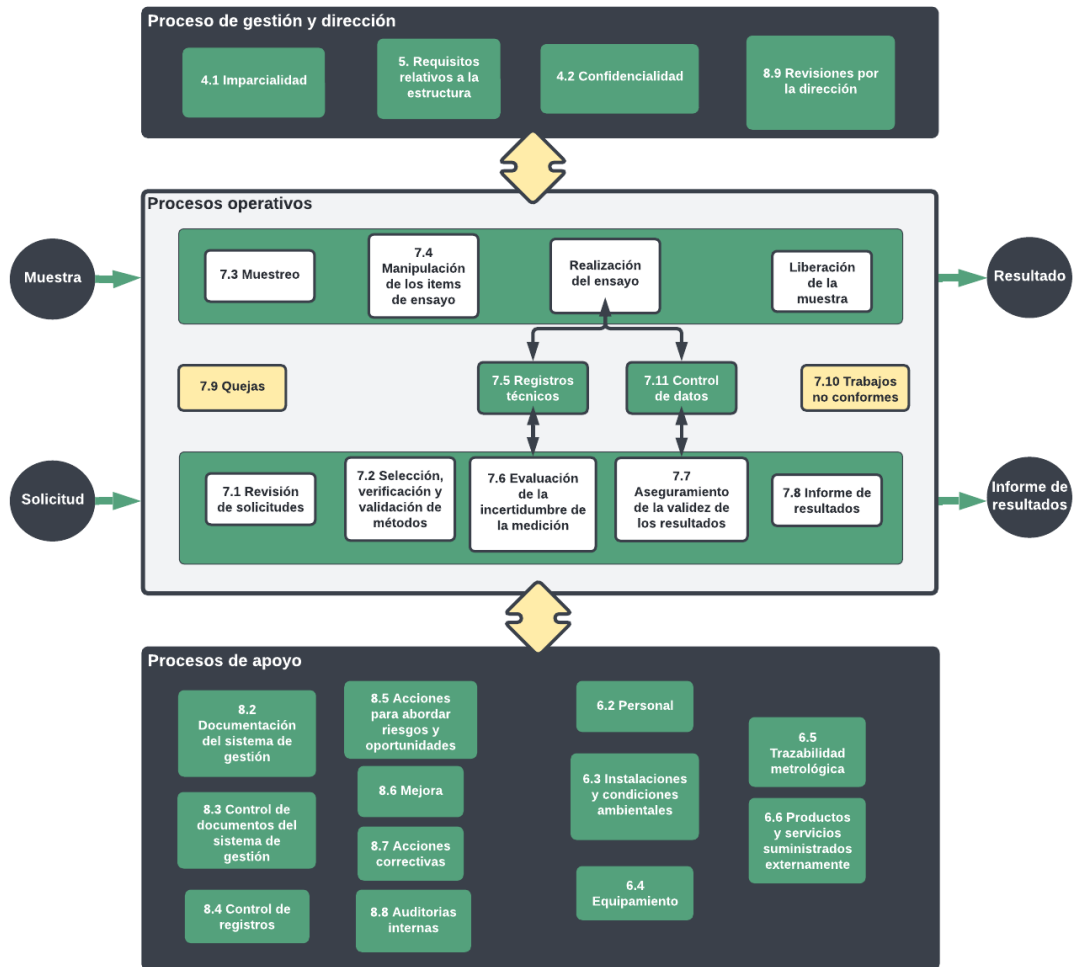 Proceso de gestión y dirección
4.1 Imparcialidad
5. Requisitos
relativos a la
estructura
4.2 Confidencialidad
8.9 Revisiones por
la dirección
Procesos operativos
Muestra
7.3 Muestreo
7.4
Manipulación
de los items
de ensayo
Realización
del ensayo
Liberación
de la
muestra
Resultado
7.9 Quejas
7.5 Registros
técnicos
7.11 Control
de datos
7.10 Trabajos
no conformes
Solicitud
7.1 Revisión
de solicitudes
7.2 Selección,
verificación y
validación de
métodos
7.6 Evaluación
de la
incertidumbre de
la medición
7.7
Aseguramiento
de la validez de
los resultados
7.8 Informe de
resultados
Informe de
resultados
Procesos de apoyo
8.2
Documentación
del sistema de
gestión
8.3 Control de
documentos del
sistema de
gestión
8.4 Control de
registros
8.5 Acciones
para abordar
riesgos y
oportunidades
8.6 Mejora
8.7 Acciones
correctivas
8.8 Auditorias
internas
6.2 Personal
6.3 Instalaciones
y condiciones
ambientales
6.4
Equipamiento
6.5
Trazabilidad
metrológica
6.6 Productos
y servicios
suministrados
externamente